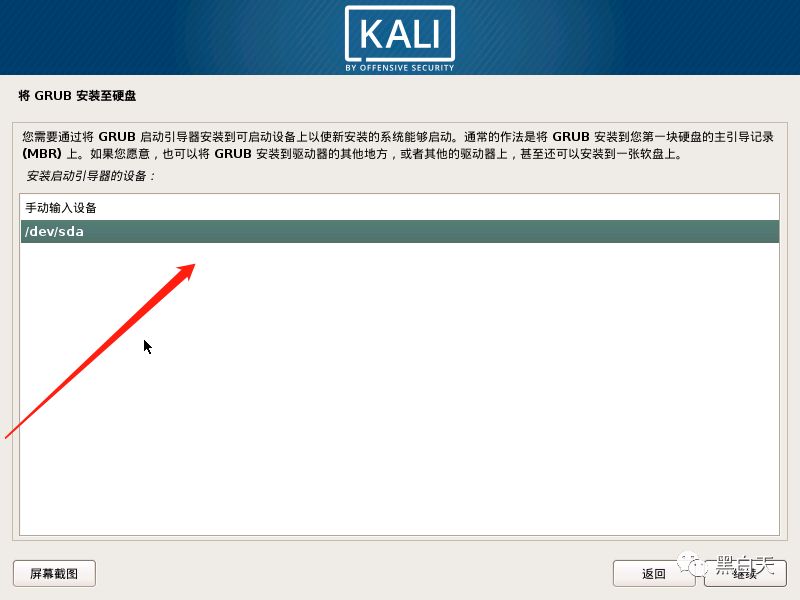 KALI
BY OFFENSIVE SECURITY
将 GRUB 安装至硬盘
您需要通过将 GRUB 启动引导器安装到可启动设备上以使新安装的系统能够启动。通常的作法是将 GRUB 安装到您第一块硬盘的主引导记录
(MBR) 上。如果您愿意，也可以将 GRUB 安装到驱动器的其他地方，或者其他的驱动器上，甚至还可以安装到一张软盘上。
安装启动引导器的设备：
手动输入设备
/dev/sda
屏幕截图
返回
继续
黑白天